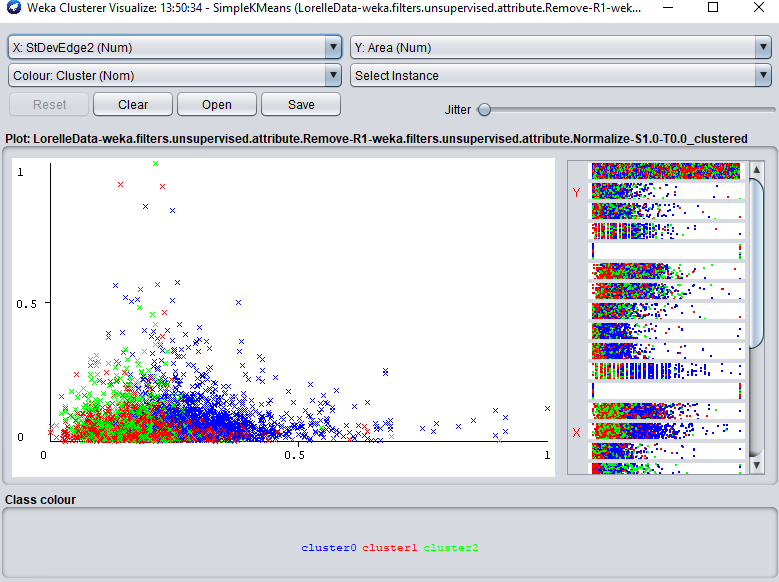 Weka Clusterer Visualize: 13:50:34 - SimpleKMeans (LorelleData-weka.filters.unsupervised.attribute.Remove-R1-wek...
X: StDevEdge2 (Num) Y: Area (Num)
Colour: Cluster (Nom) Select Instance
Reset Clear Open Save Jitter
Plot: LorelleData-weka.filters.unsupervised.attribute.Remove-R1-weka.filters.unsupervised.attribute.Normalize-S1.0-T0.0_clustered
1
Y
0.5
0
X
0 0.5 1
Class colour
cluster0 cluster1 cluster2